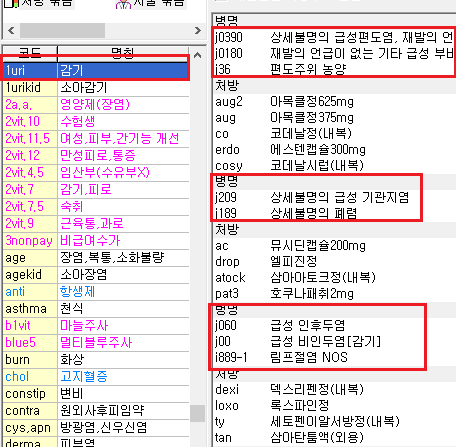 처방 묶음
지출 묶음
코드 명칭
1uri 감기
1urikid 소아감기
2a.a. 영양제(장염)
2vit.10 수험생
2vit.11.5 여성,피부,간기능 개선
2vit.12 만성피로,통증
2vit.4.5 임산부(수유부X)
2vit.7 감기,피로
2vit.7.5 숙취
2vit.9 근육통,과로
3nonpay 비급여수가
age 장염,복통,소화불량
agekid 소아장염
anti 항생제
asthma 천식
b1vit 마늘주사
blue5 멀티블루주사
burn 화상
chol 고지혈증
constip 변비
contra 원외사후피임약
cys,apn 방광염,신우신염
derma 피부염
병명
j0390 상세불명의 급성편도염, 재발의 언
j0180 재발의 언급이 없는 기타 급성 부비
j36 편도주위 농양
처방
aug2 아목클정625mg
aug 아목클정375mg
co 코데날정(내복)
erdo 에스텐캡슐300mg
cosy 코데날시럽(내복)
병명
j209 상세불명의 급성 기관지염
i189 상세불명의 폐렴
처방
ac 뮤시딘캡슐200mg
drop 엘피진정
atock 삼아아토크정(내복)
pat3 호쿠나패취2mg
병명
j060 급성 인후두염
j00 급성 비인두염[감기]
i889-1 림프절염 NOS
처방
dexi 덱스리펜정(내복)
loxo 록스파인정
ty 세토펜이알서방정(내복)
tan 삼아탄툼액(외용)